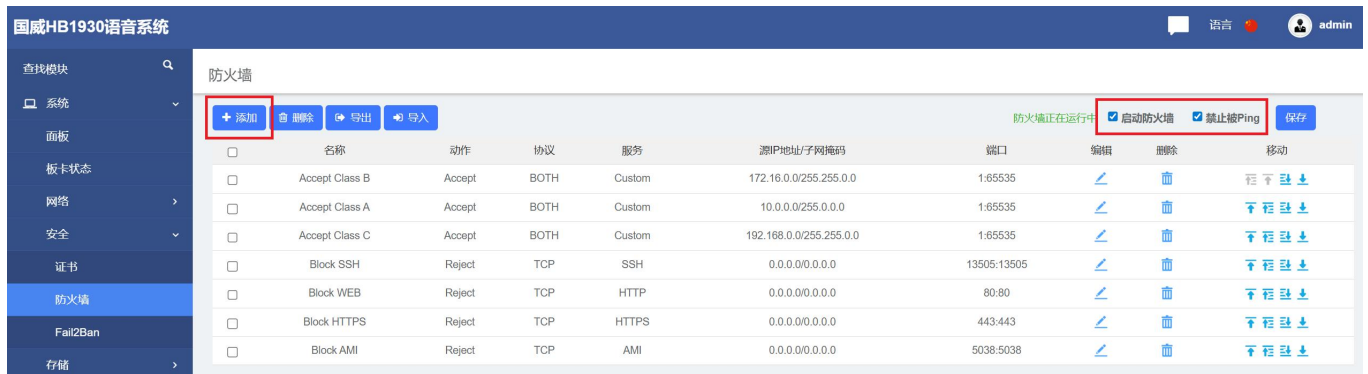 国威HB1930语音系统
语言
admin
查找模块
系统
面板
板卡状态
网络
安全
证书
防火墙
Fail2Ban
存储
防火墙
添加 删除 导出 导入 防火墙正在运行中 启动防火墙 禁止被Ping 保存
名称 动作 协议 服务 源IP地址/子网掩码 端口 编辑 删除 移动
Accept Class B Accept BOTH Custom 172.16.0.0/255.255.0.0 1:65535
Accept Class A Accept BOTH Custom 10.0.0.0/255.0.0.0 1:65535
Accept Class C Accept BOTH Custom 192.168.0.0/255.255.0.0 1:65535
Block SSH Reject TCP SSH 0.0.0.0/0.0.0.0 13505:13505
Block WEB Reject TCP HTTP 0.0.0.0/0.0.0.0 80:80
Block HTTPS Reject TCP HTTPS 0.0.0.0/0.0.0.0 443:443
Block AMI Reject TCP AMI 0.0.0.0/0.0.0.0 5038:5038